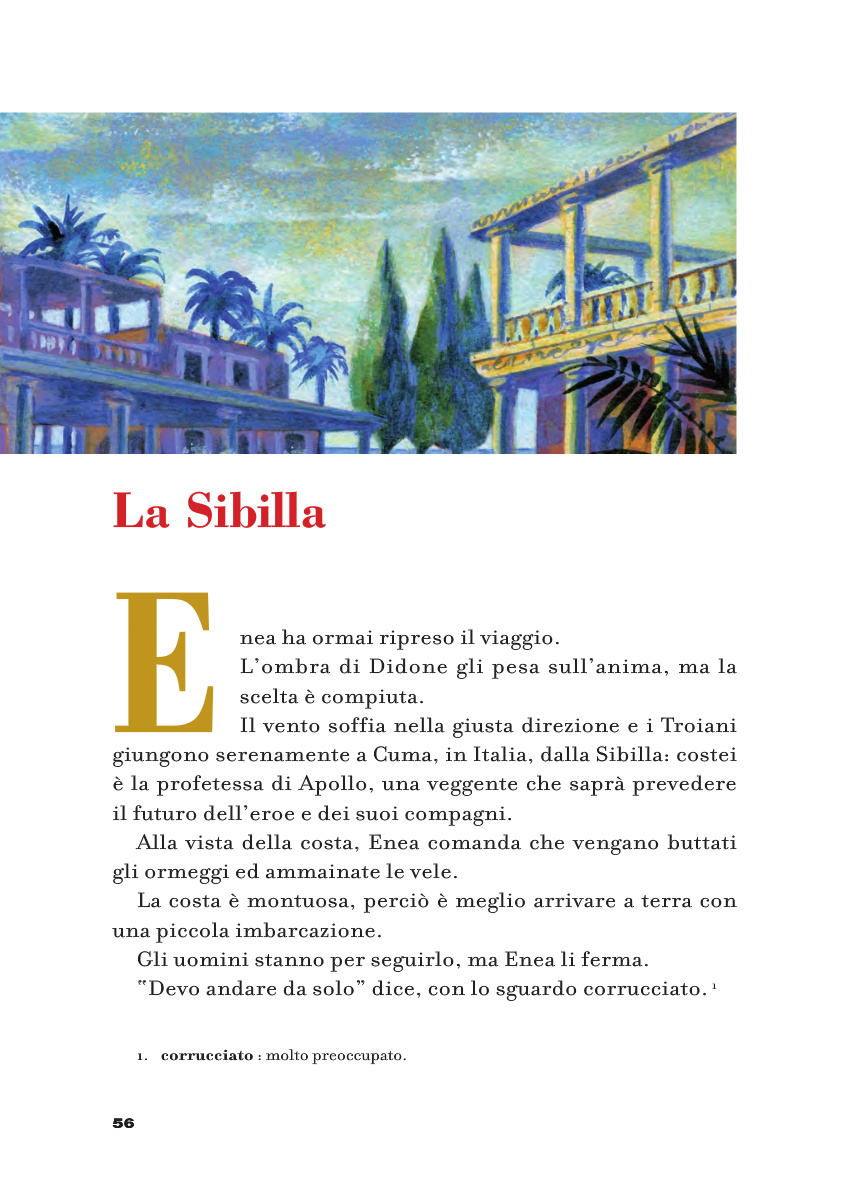 La Sibilla
Enea ha ormai ripreso il viaggio.
L’ombra di Didone gli pesa sull’anima, ma la
scelta è compiuta.
Il vento soffia nella giusta direzione e i Troiani
giungono serenamente a Cuma, in Italia, dalla Sibilla: costei
è la profetessa di Apollo, una veggente che saprà prevedere
il futuro dell’eroe e dei suoi compagni.
Alla vista della costa, Enea comanda che vengano buttati
gli ormeggi ed ammainate le vele.
La costa è montuosa, perciò è meglio arrivare a terra con
una piccola imbarcazione.
Gli uomini stanno per seguirlo, ma Enea li ferma.
“Devo andare da solo” dice, con lo sguardo corrucciato. 1
1. corrucciato : molto preoccupato.
56